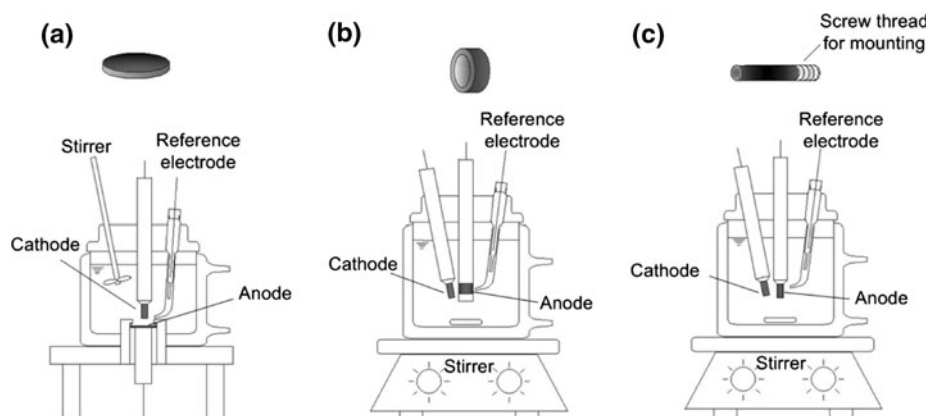 (a)
Stirrer
Reference
electrode
Cathode
Anode
(b)
Reference
electrode
Cathode
Anode
Stirrer
(c)
Screw thread
for mounting
Reference
electrode
Cathode
Anode
Stirrer